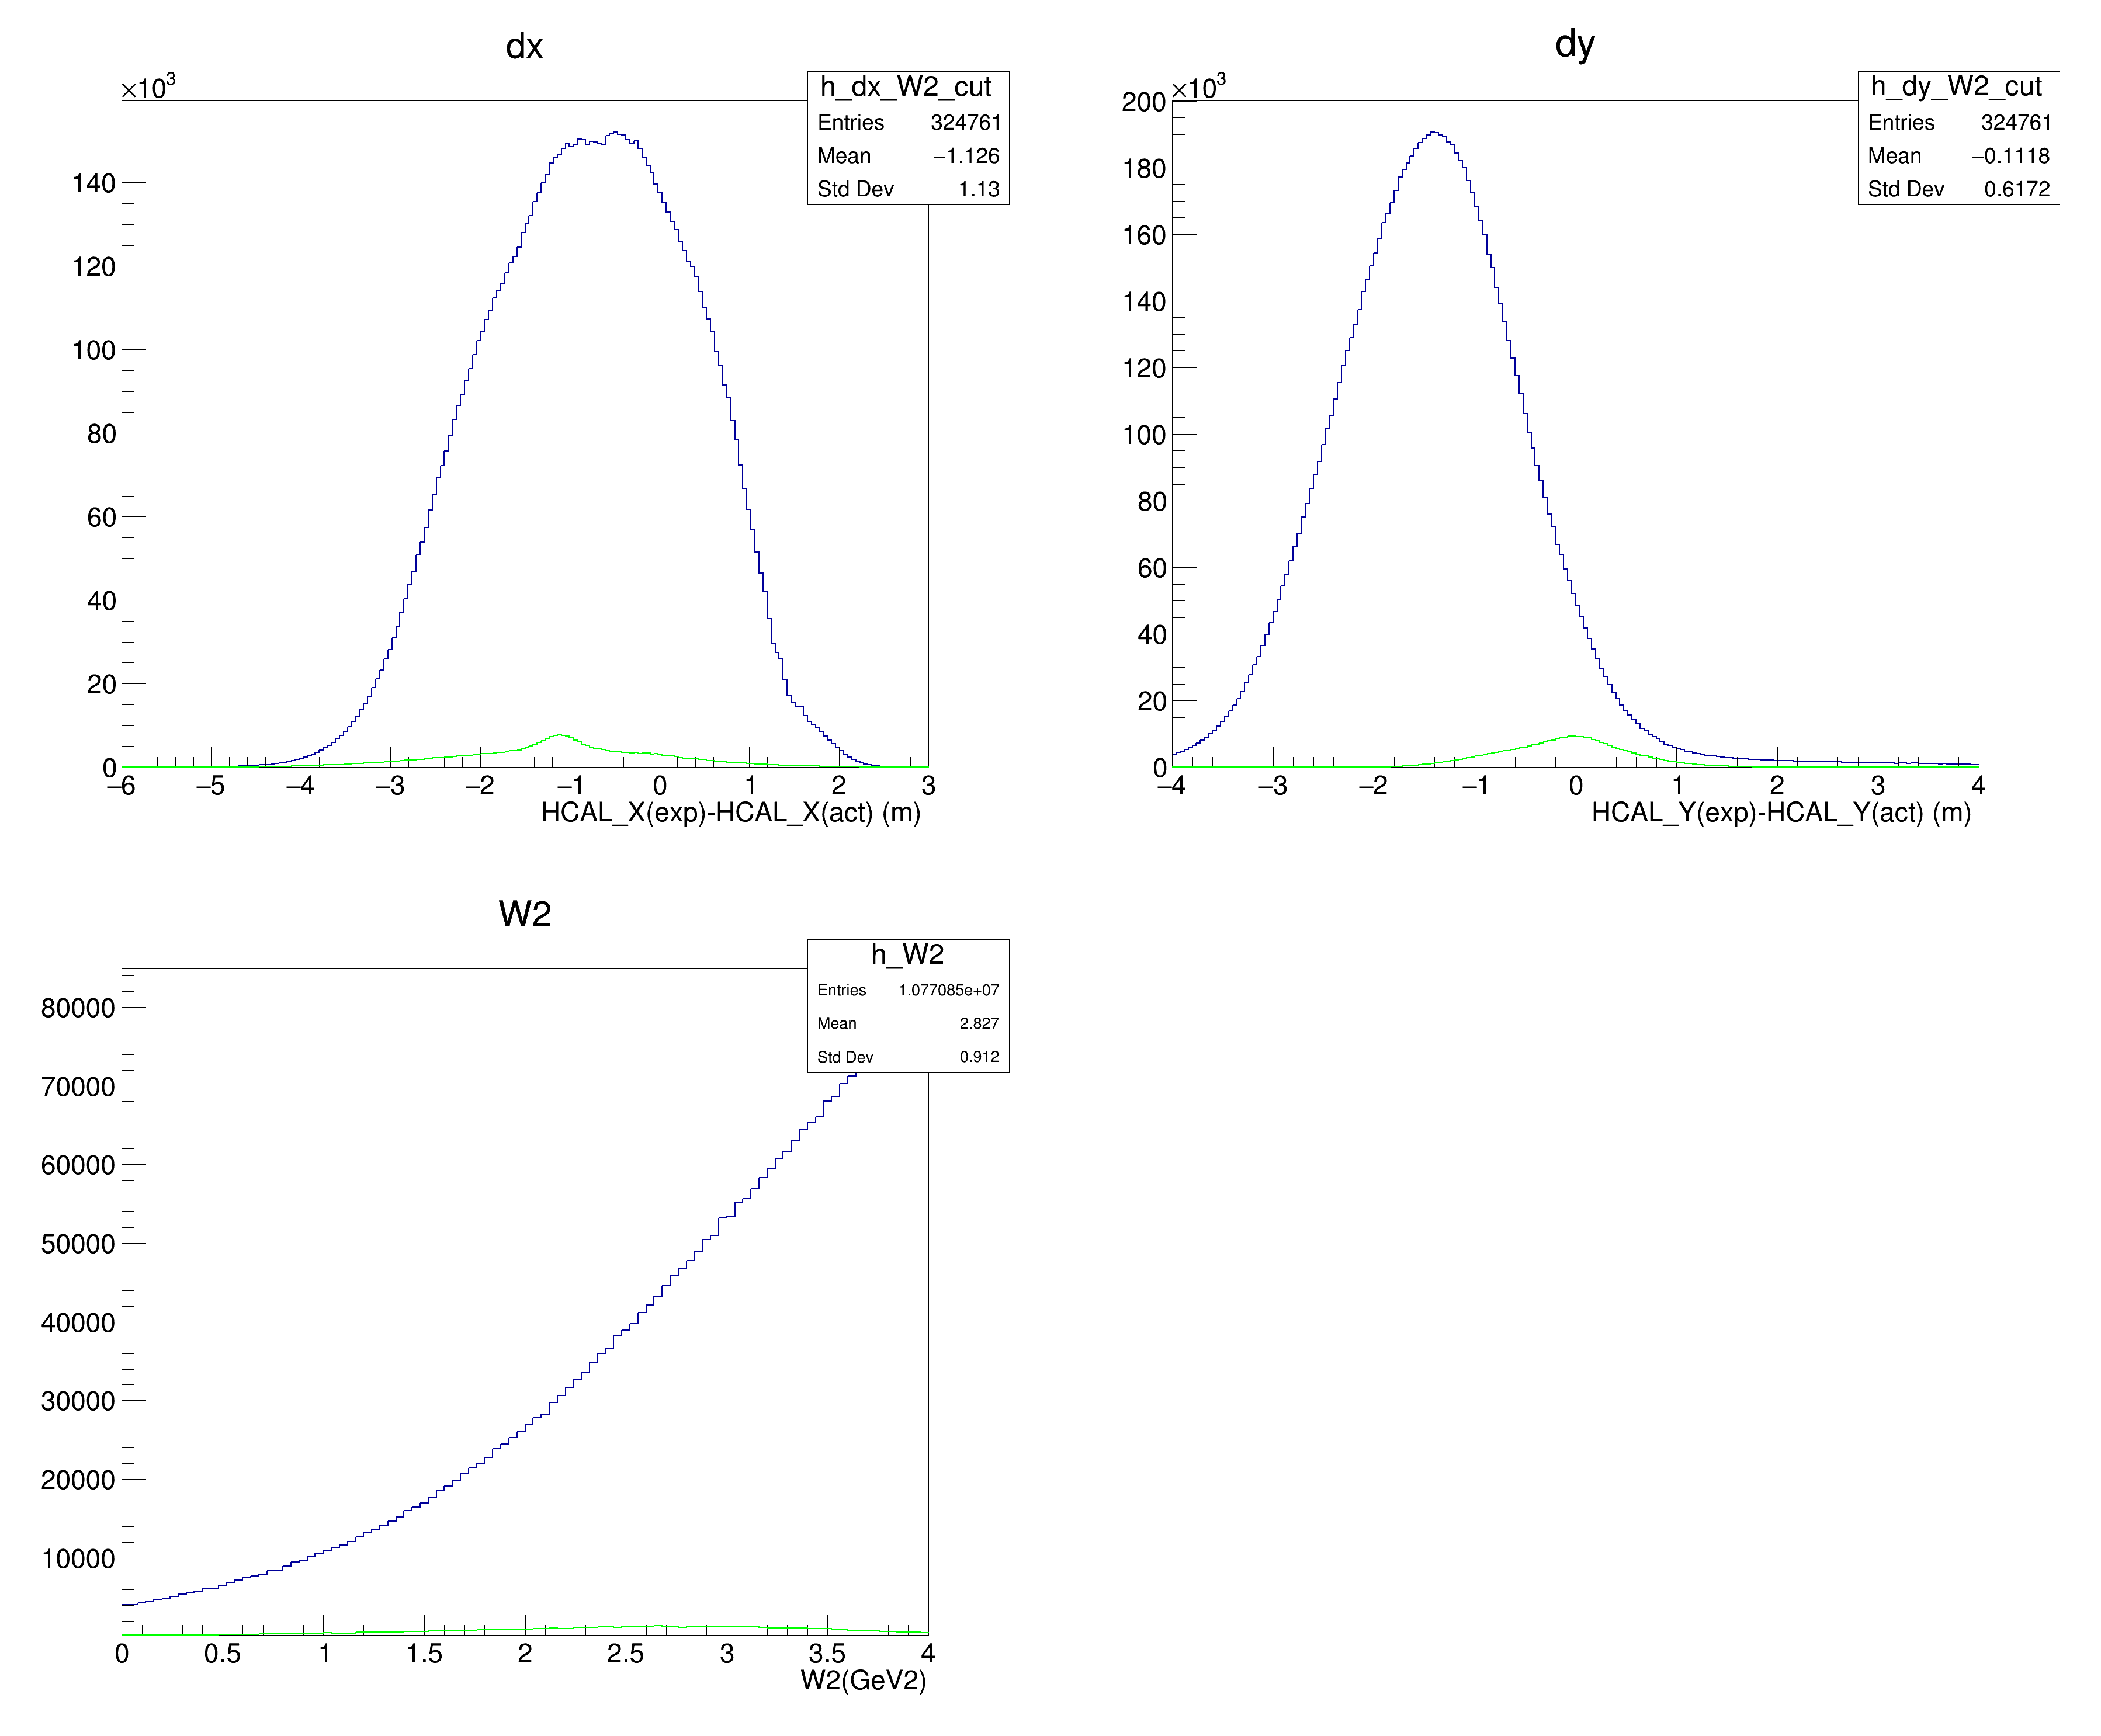 dx
×10³
h_dx_W2_cut
Entries 324761
Mean −1.126
Std Dev 1.13
140
120
100
80
60
40
20
0
−6 −5 −4 −3 −2 −1 0 1 2 3
HCAL_X(exp)-HCAL_X(act) (m)
dy
×10³
h_dy_W2_cut
Entries 324761
Mean −0.1118
Std Dev 0.6172
200
180
160
140
120
100
80
60
40
20
0
−4 −3 −2 −1 0 1 2 3 4
HCAL_Y(exp)-HCAL_Y(act) (m)
W2
h_W2
Entries 1.077085e+07
Mean 2.827
Std Dev 0.912
80000
70000
60000
50000
40000
30000
20000
10000
0 0.5 1 1.5 2 2.5 3 3.5 4
W2(GeV2)